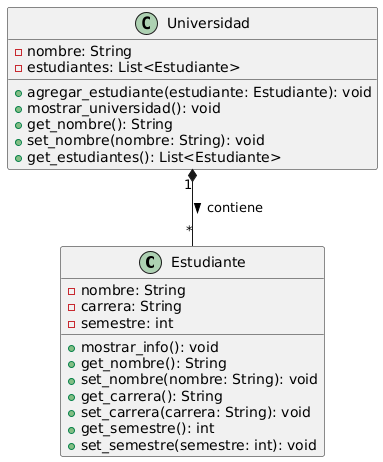 C Universidad
nombre: String
estudiantes: List<Estudiante>
agregar_estudiante(estudiante: Estudiante): void
mostrar_universidad(): void
get_nombre(): String
set_nombre(nombre: String): void
get_estudiantes(): List<Estudiante>
1
contiene
*
C Estudiante
nombre: String
carrera: String
semestre: int
mostrar_info(): void
get_nombre(): String
set_nombre(nombre: String): void
get_carrera(): String
set_carrera(carrera: String): void
get_semestre(): int
set_semestre(semestre: int): void